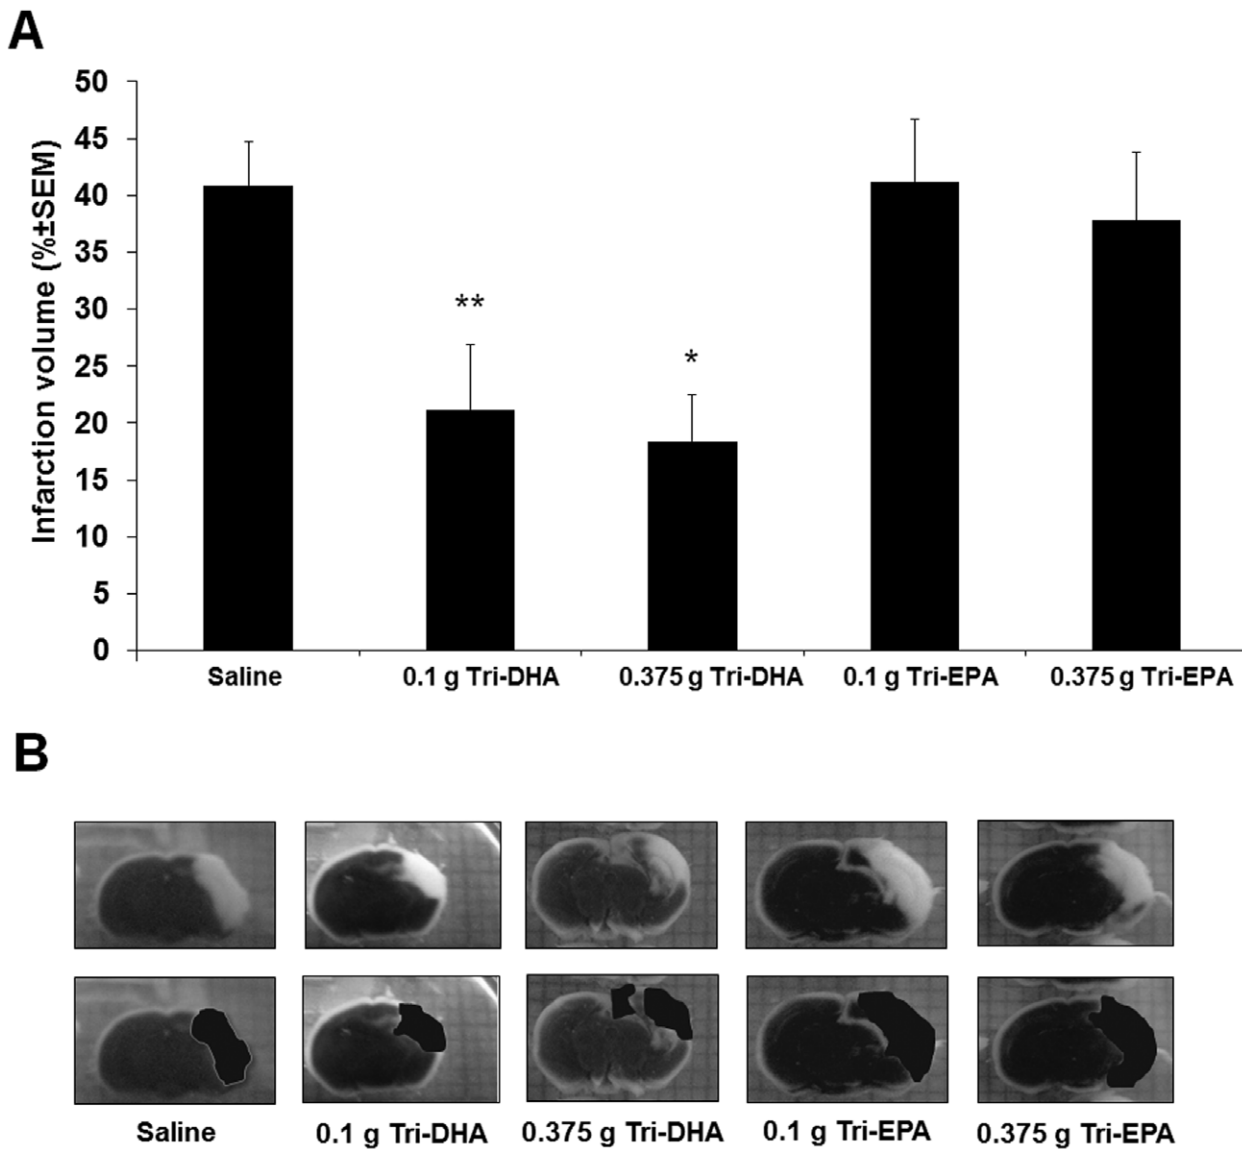 A
Infarction volume (%±SEM)
50
45
40
35
30
25
20
15
10
5
0
**
*
Saline 0.1 g Tri-DHA 0.375 g Tri-DHA 0.1 g Tri-EPA 0.375 g Tri-EPA
B
Saline 0.1 g Tri-DHA 0.375 g Tri-DHA 0.1 g Tri-EPA 0.375 g Tri-EPA